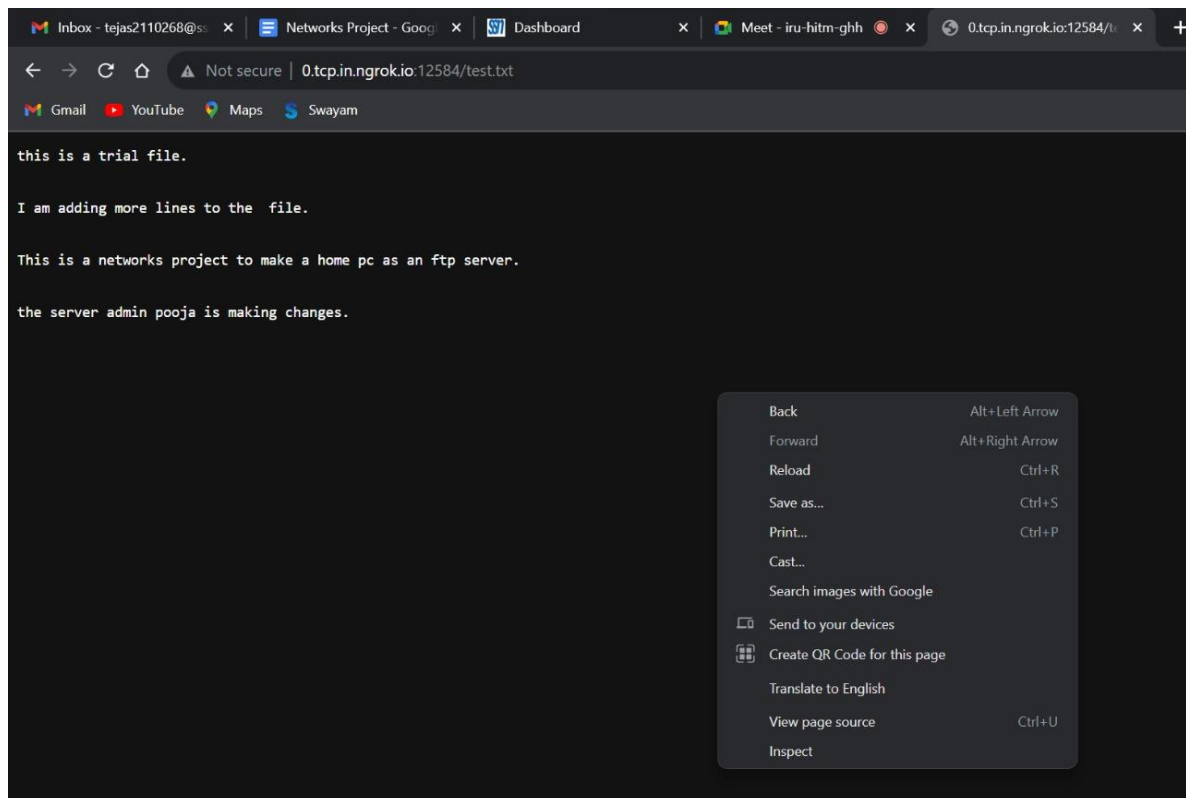 Inbox - tejas2110268@ss
Networks Project - Googl
Dashboard
Meet - iru-hitm-ghh
0.tcp.in.ngrok.io:12584/te
Not secure | 0.tcp.in.ngrok.io:12584/test.txt
Gmail YouTube Maps Swayam
this is a trial file.
I am adding more lines to the  file.
This is a networks project to make a home pc as an ftp server.
the server admin pooja is making changes.
Back Alt+Left Arrow
Forward Alt+Right Arrow
Reload Ctrl+R
Save as... Ctrl+S
Print... Ctrl+P
Cast...
Search images with Google
Send to your devices
Create QR Code for this page
Translate to English
View page source Ctrl+U
Inspect